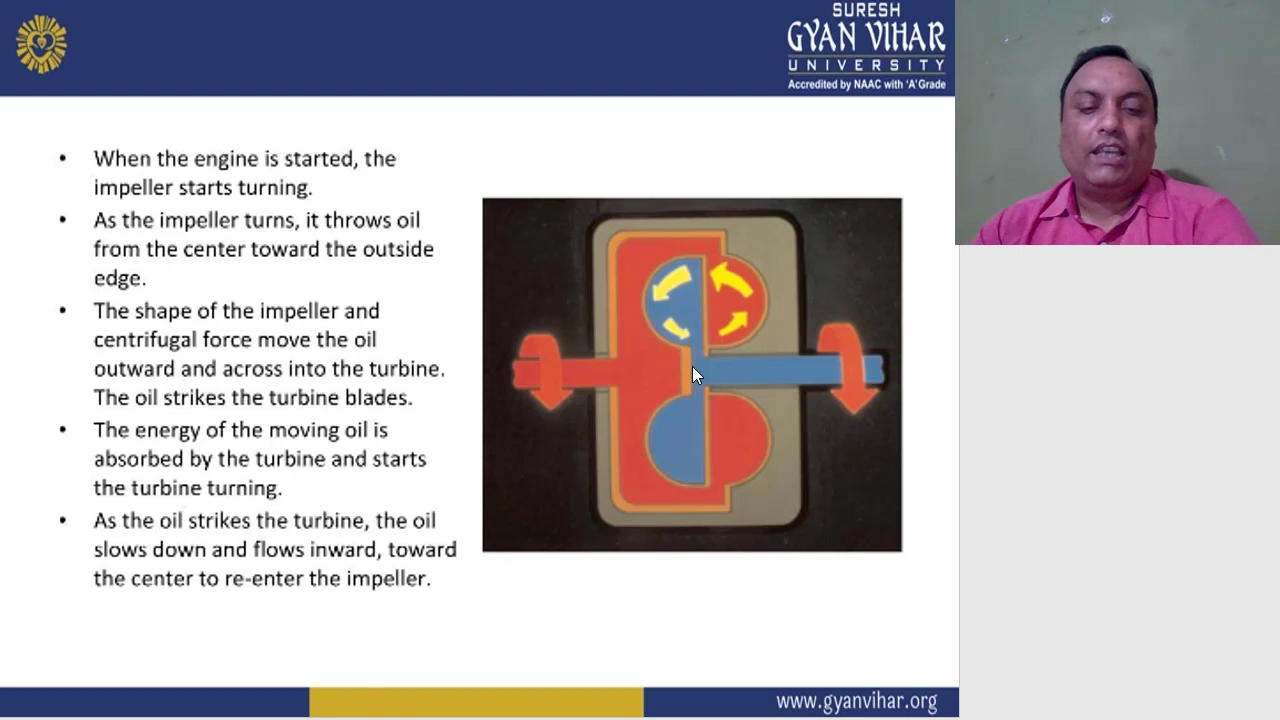 SURESH
GYAN VIHAR
UNIVERSITY
Accredited by NAAC with 'A' Grade
• When the engine is started, the
impeller starts turning.
• As the impeller turns, it throws oil
from the center toward the outside
edge.
• The shape of the impeller and
centrifugal force move the oil
outward and across into the turbine.
The oil strikes the turbine blades.
• The energy of the moving oil is
absorbed by the turbine and starts
the turbine turning.
• As the oil strikes the turbine, the oil
slows down and flows inward, toward
the center to re-enter the impeller.
www.gyanvihar.org